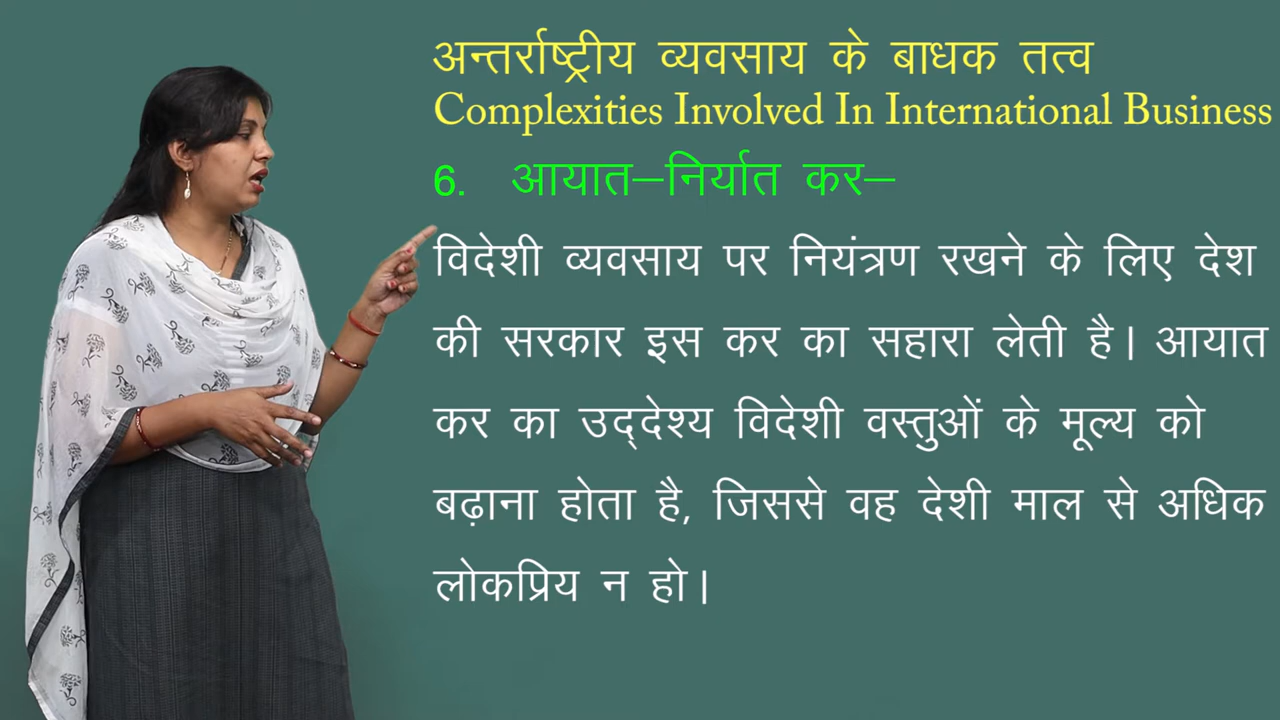 अन्तर्राष्ट्रीय व्यवसाय के बाधक तत्व
Complexities Involved In International Business
6. आयात–निर्यात कर–
विदेशी व्यवसाय पर नियंत्रण रखने के लिए देश
की सरकार इस कर का सहारा लेती है। आयात
कर का उद्देश्य विदेशी वस्तुओं के मूल्य को
बढ़ाना होता है, जिससे वह देशी माल से अधिक
लोकप्रिय न हो।